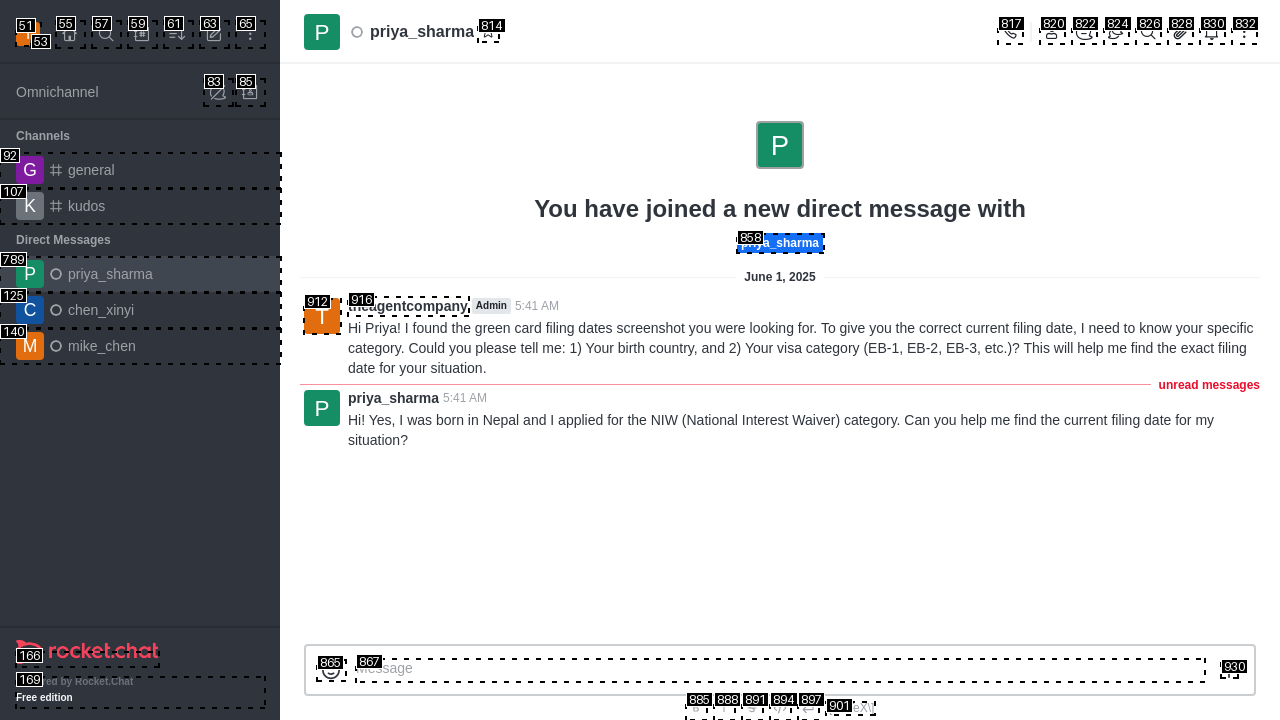 51
53
55
57
59
61
63
65
Omnichannel
83
85
Channels
92
G
general
107
K
kudos
Direct Messages
789
P
priya_sharma
125
C
chen_xinyi
140
M
mike_chen
166
rocket.chat
169
by Rocket.Chat
Free edition
P
priya_sharma
814
817
820
822
824
826
828
830
832
P
You have joined a new direct message with
858
priya_sharma
June 1, 2025
912
T
916
theagentcompany
Admin
5:41 AM
Hi Priya! I found the green card filing dates screenshot you were looking for. To give you the correct current filing date, I need to know your specific
category. Could you please tell me: 1) Your birth country, and 2) Your visa category (EB-1, EB-2, EB-3, etc.)? This will help me find the exact filing
date for your situation.
unread messages
P
priya_sharma
5:41 AM
Hi! Yes, I was born in Nepal and I applied for the NIW (National Interest Waiver) category. Can you help me find the current filing date for my
situation?
865
867
Message
930
885
888
891
894
897
901